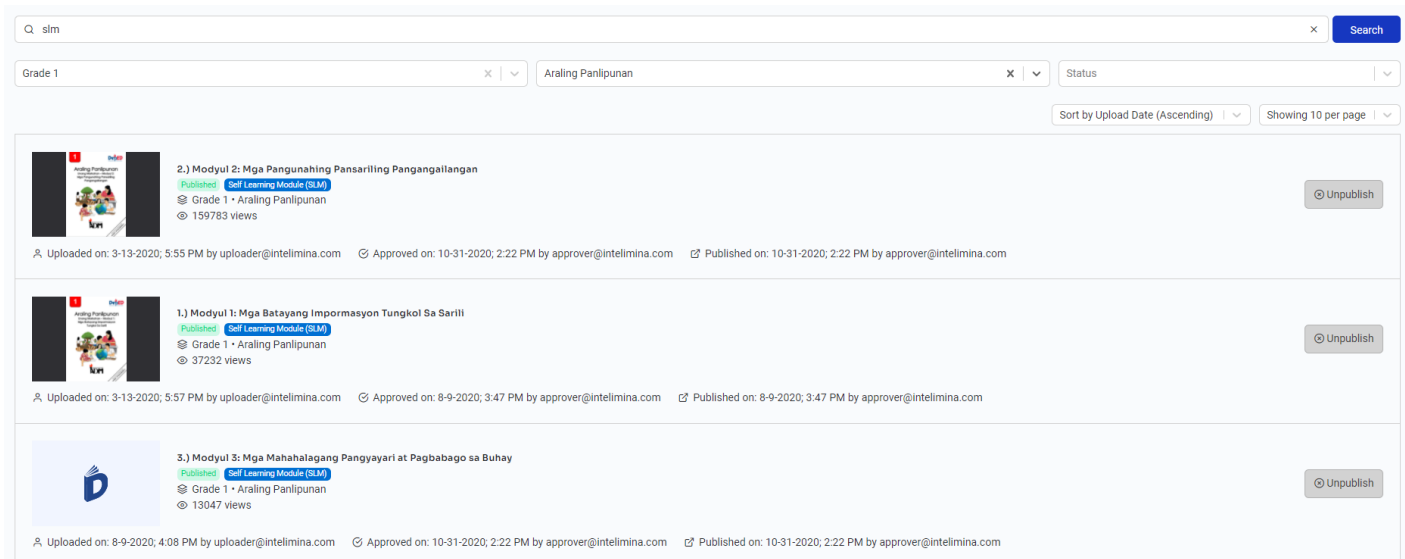 slm
Search
Grade 1
Araling Panlipunan
Status
Sort by Upload Date (Ascending)
Showing 10 per page
1
Araling Panlipunan
2.) Modyul 2: Mga Pangunahing Pansariling Pangangailangan
Published Self Learning Module (SLM)
Grade 1 • Araling Panlipunan
159783 views
Unpublish
Uploaded on: 3-13-2020; 5:55 PM by uploader@intelimina.com Approved on: 10-31-2020; 2:22 PM by approver@intelimina.com Published on: 10-31-2020; 2:22 PM by approver@intelimina.com
1
Araling Panlipunan
1.) Modyul 1: Mga Batayang Impormasyon Tungkol Sa Sarili
Published Self Learning Module (SLM)
Grade 1 • Araling Panlipunan
37232 views
Unpublish
Uploaded on: 3-13-2020; 5:57 PM by uploader@intelimina.com Approved on: 8-9-2020; 3:47 PM by approver@intelimina.com Published on: 8-9-2020; 3:47 PM by approver@intelimina.com
3.) Modyul 3: Mga Mahahalagang Pangyayari at Pagbabago sa Buhay
Published Self Learning Module (SLM)
Grade 1 • Araling Panlipunan
13047 views
Unpublish
Uploaded on: 8-9-2020; 4:08 PM by uploader@intelimina.com Approved on: 10-31-2020; 2:22 PM by approver@intelimina.com Published on: 10-31-2020; 2:22 PM by approver@intelimina.com